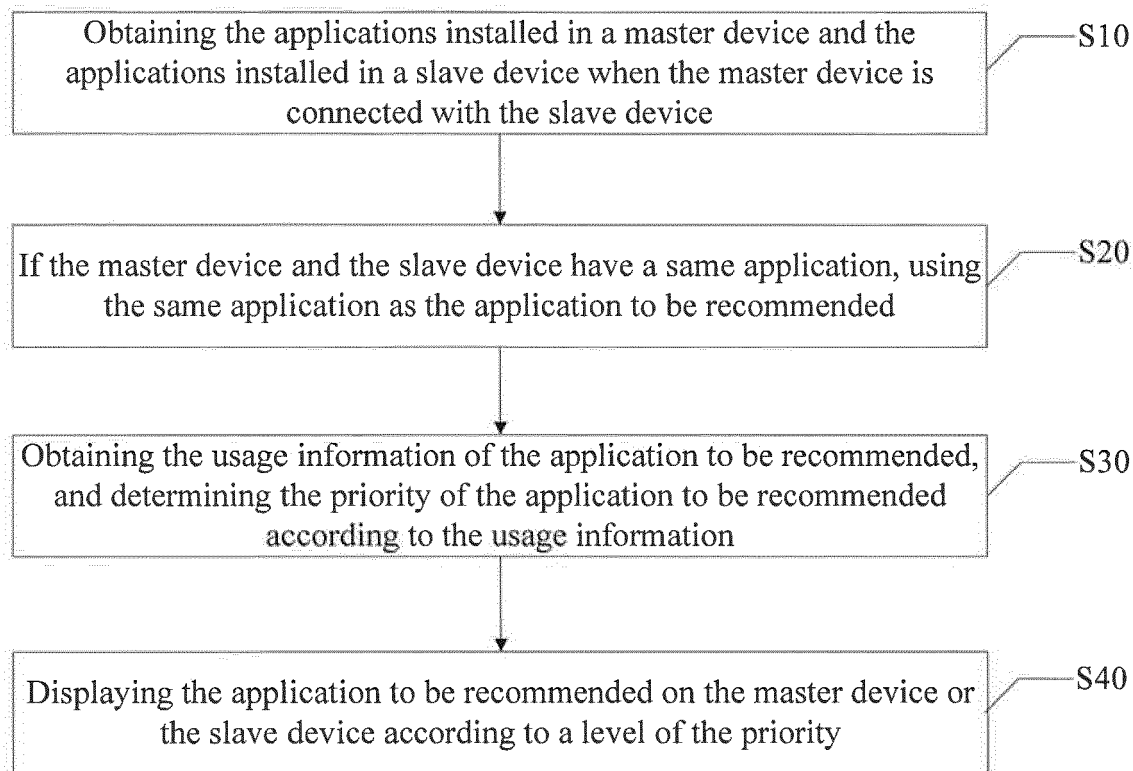 Obtaining the applications installed in a master device and the
applications installed in a slave device when the master device is
connected with the slave device
S10
If the master device and the slave device have a same application, using
the same application as the application to be recommended
S20
Obtaining the usage information of the application to be recommended,
and determining the priority of the application to be recommended
according to the usage information
S30
Displaying the application to be recommended on the master device or
the slave device according to a level of the priority
S40